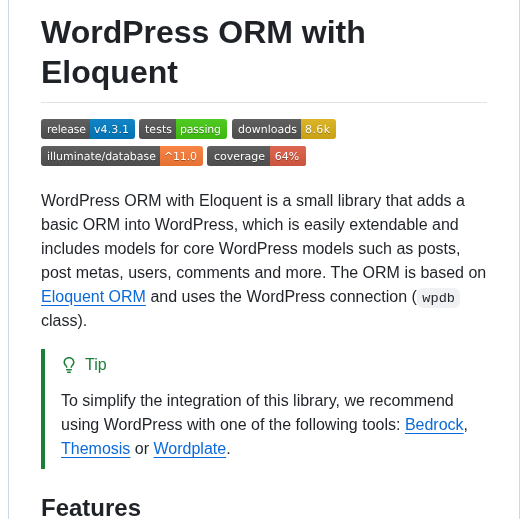 WordPress ORM with
Eloquent
release v4.3.1 tests passing downloads 8.6k
illuminate/database ^11.0 coverage 64%
WordPress ORM with Eloquent is a small library that adds a
basic ORM into WordPress, which is easily extendable and
includes models for core WordPress models such as posts,
post metas, users, comments and more. The ORM is based on
Eloquent ORM and uses the WordPress connection ( wpdb
class).
Tip
To simplify the integration of this library, we recommend
using WordPress with one of the following tools: Bedrock,
Themosis or Wordplate.
Features